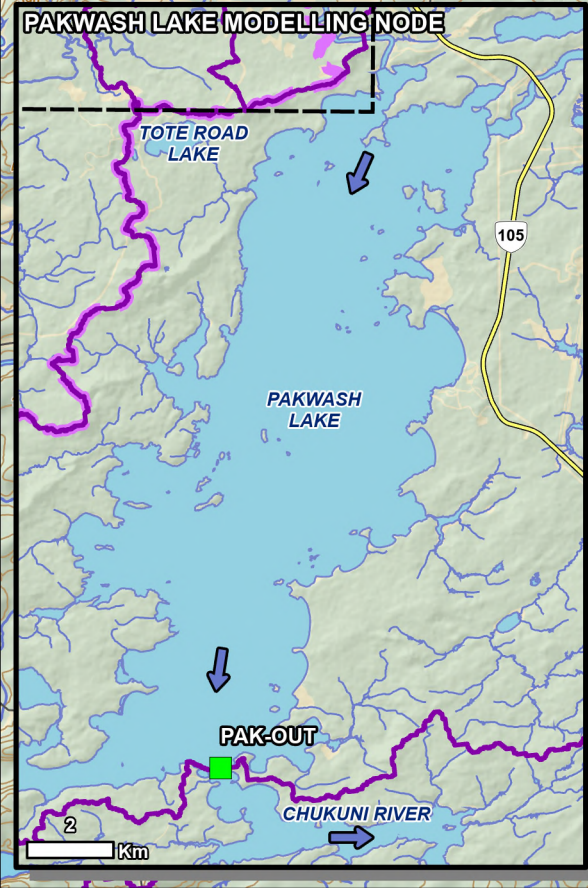 PAKWASH LAKE MODELLING NODE
TOTE ROAD
LAKE
105
PAKWASH
LAKE
PAK-OUT
CHUKUNI RIVER
2
Km